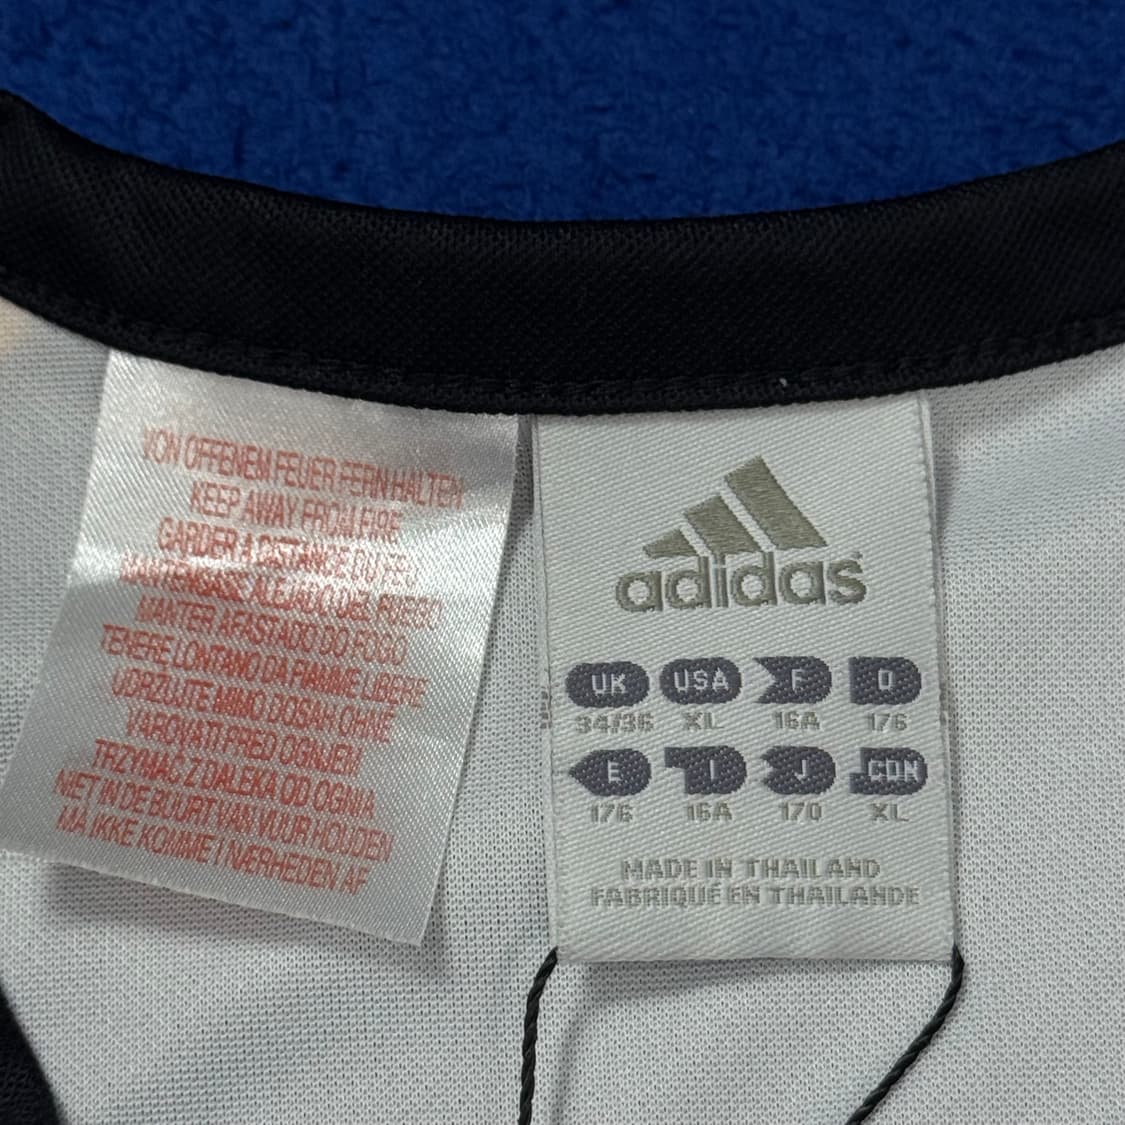 VON OFFENEM FEUER FERN HALTEN
KEEP AWAY FROM FIRE
GARDER A DISTANCE DU FEU
MANTENGASE ALEJADO DEL FUEGO
MANTER AFASTADO DO FOGO.
TENERE LONTANO DA FIAMME LIBERE
UDRŽUJTE MIMO DOSAH OHNĚ
VAROVATI PRED OGNJEM
TRZYMAĆ Z DALEKA OD OGNIA
NIET IN DE BUURT VAN VUUR HOUDEN
MA IKKE KOMME I NÆRHEDEN AF
adidas
UK USA F D
34/36 XL 16A 176
E I J CDN
176 16A 170 XL
MADE IN THAILAND
FABRIQUÉ EN THAILANDE